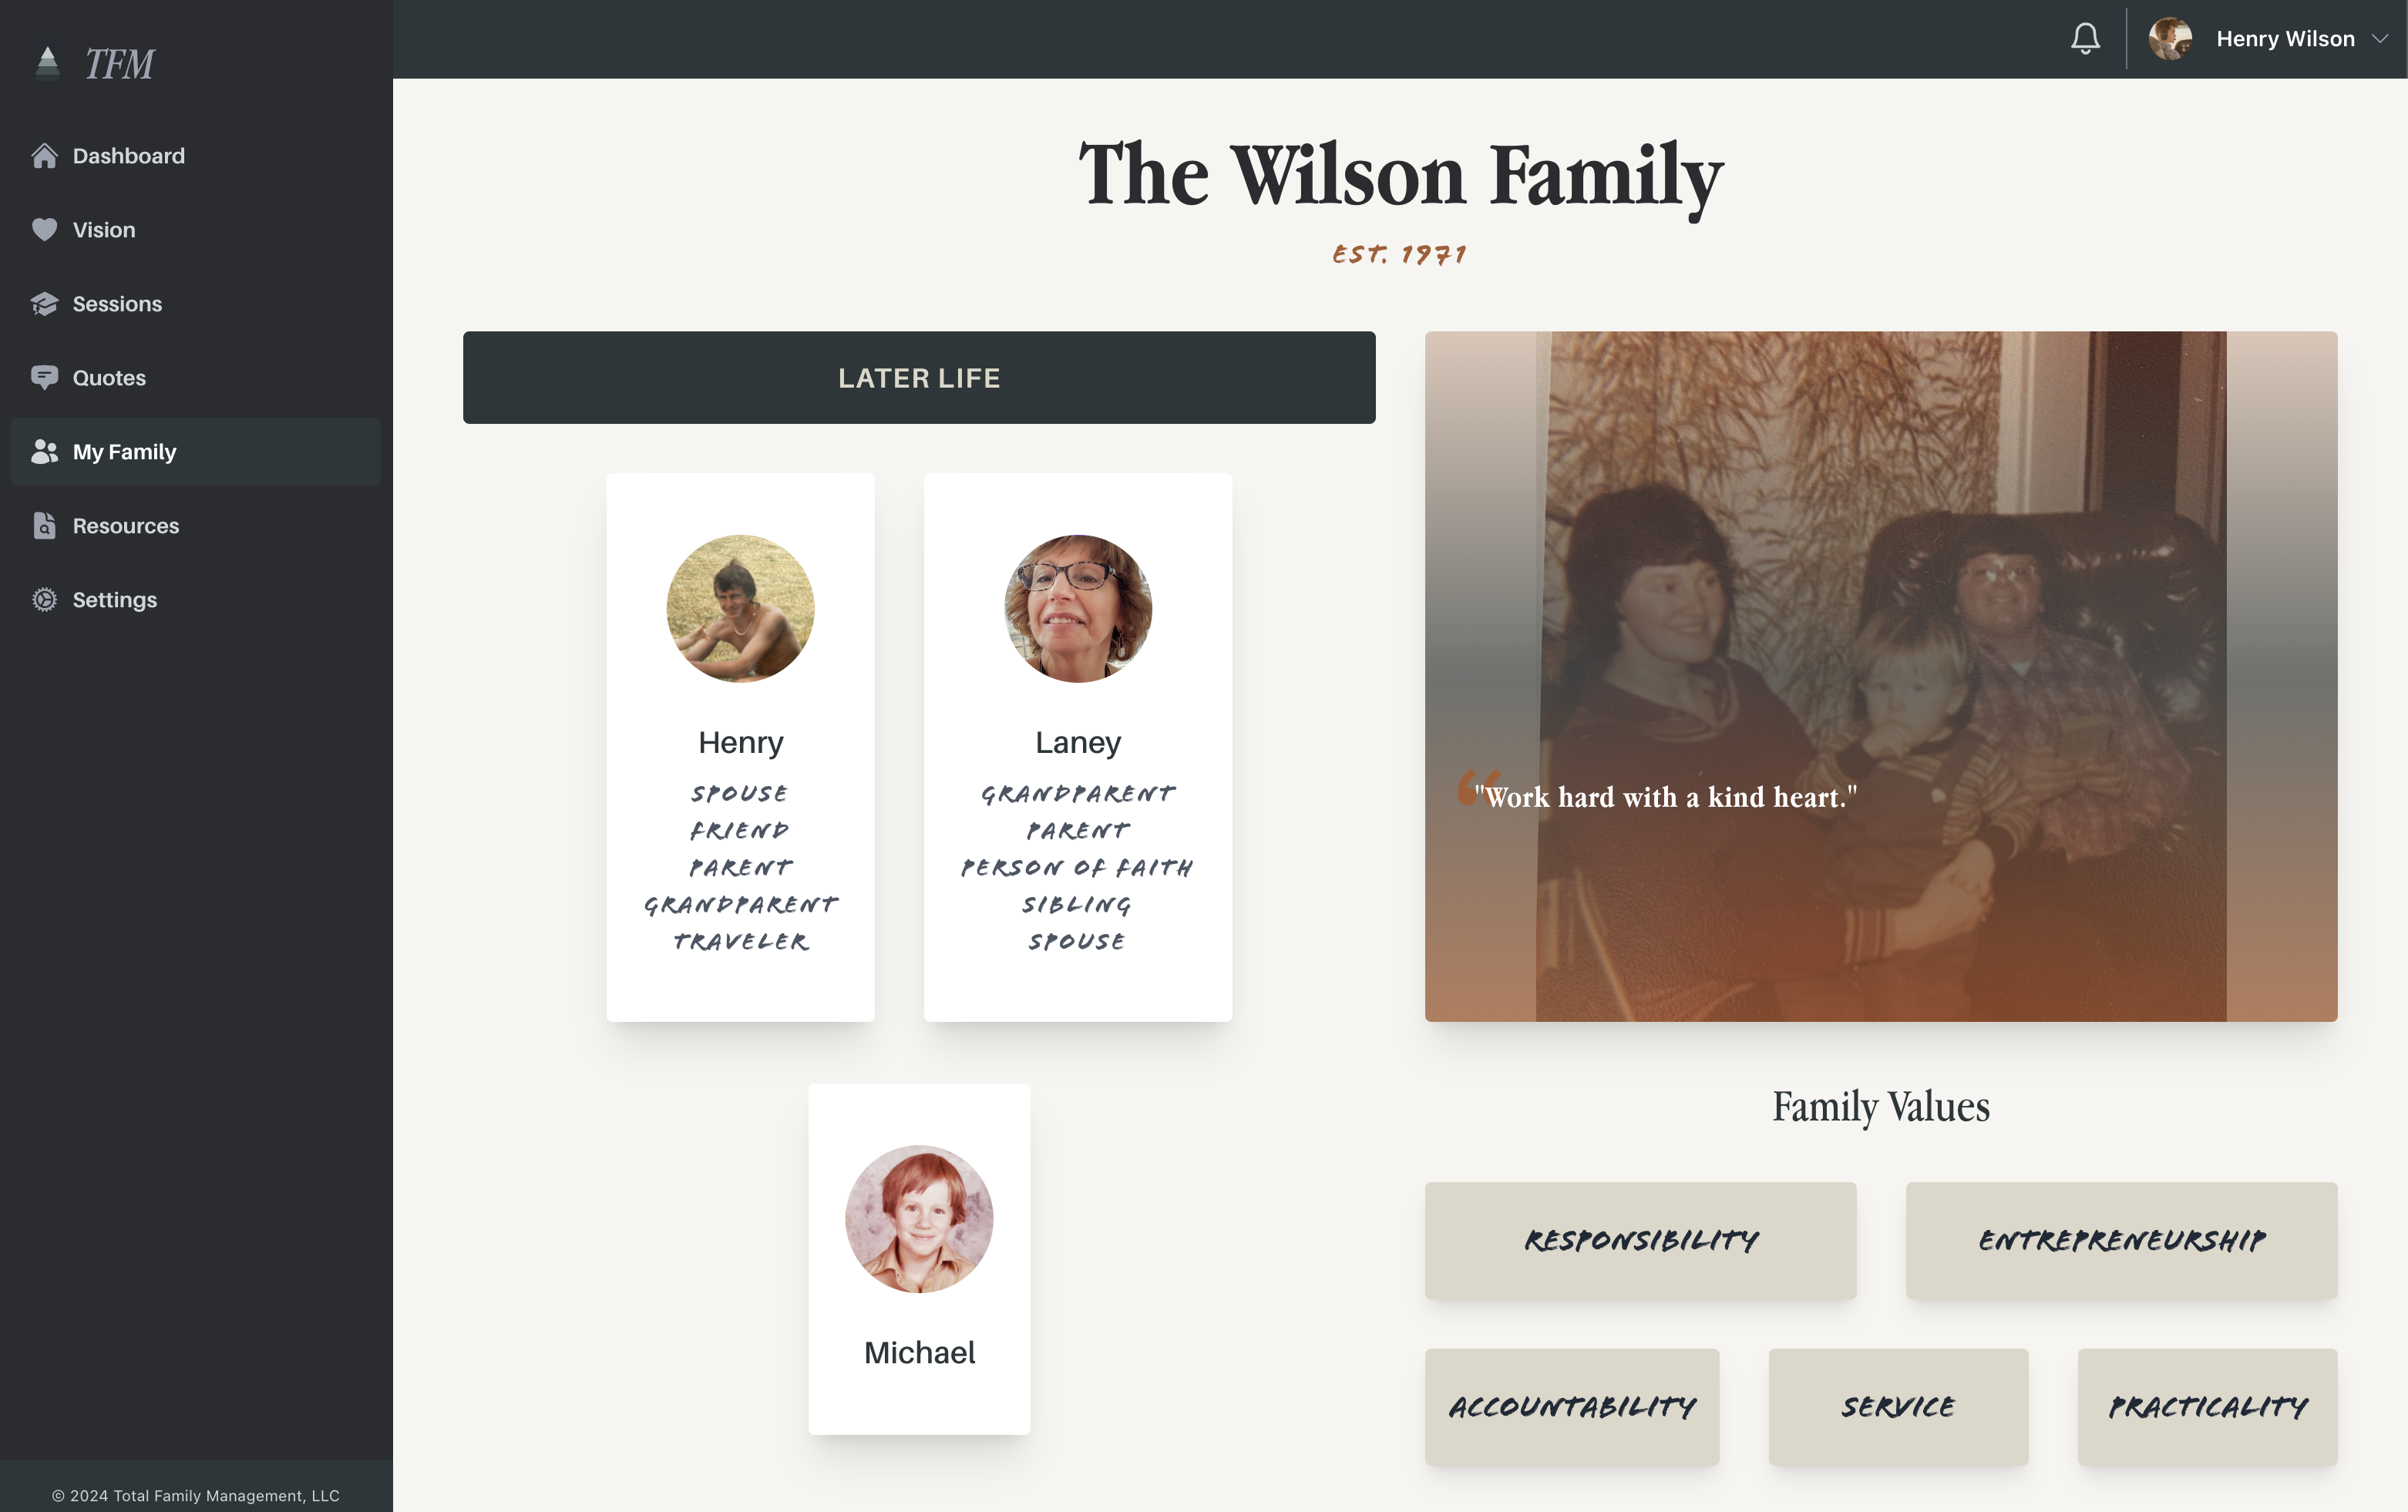 TFM
Dashboard
Vision
Sessions
Quotes
My Family
Resources
Settings
© 2024 Total Family Management, LLC
Henry Wilson
The Wilson Family
EST. 1971
LATER LIFE
Henry
SPOUSE
FRIEND
PARENT
GRANDPARENT
TRAVELER
Laney
GRANDPARENT
PARENT
PERSON OF FAITH
SIBLING
SPOUSE
Michael
“
"Work hard with a kind heart."
Family Values
RESPONSIBILITY
ENTREPRENEURSHIP
ACCOUNTABILITY
SERVICE
PRACTICALITY